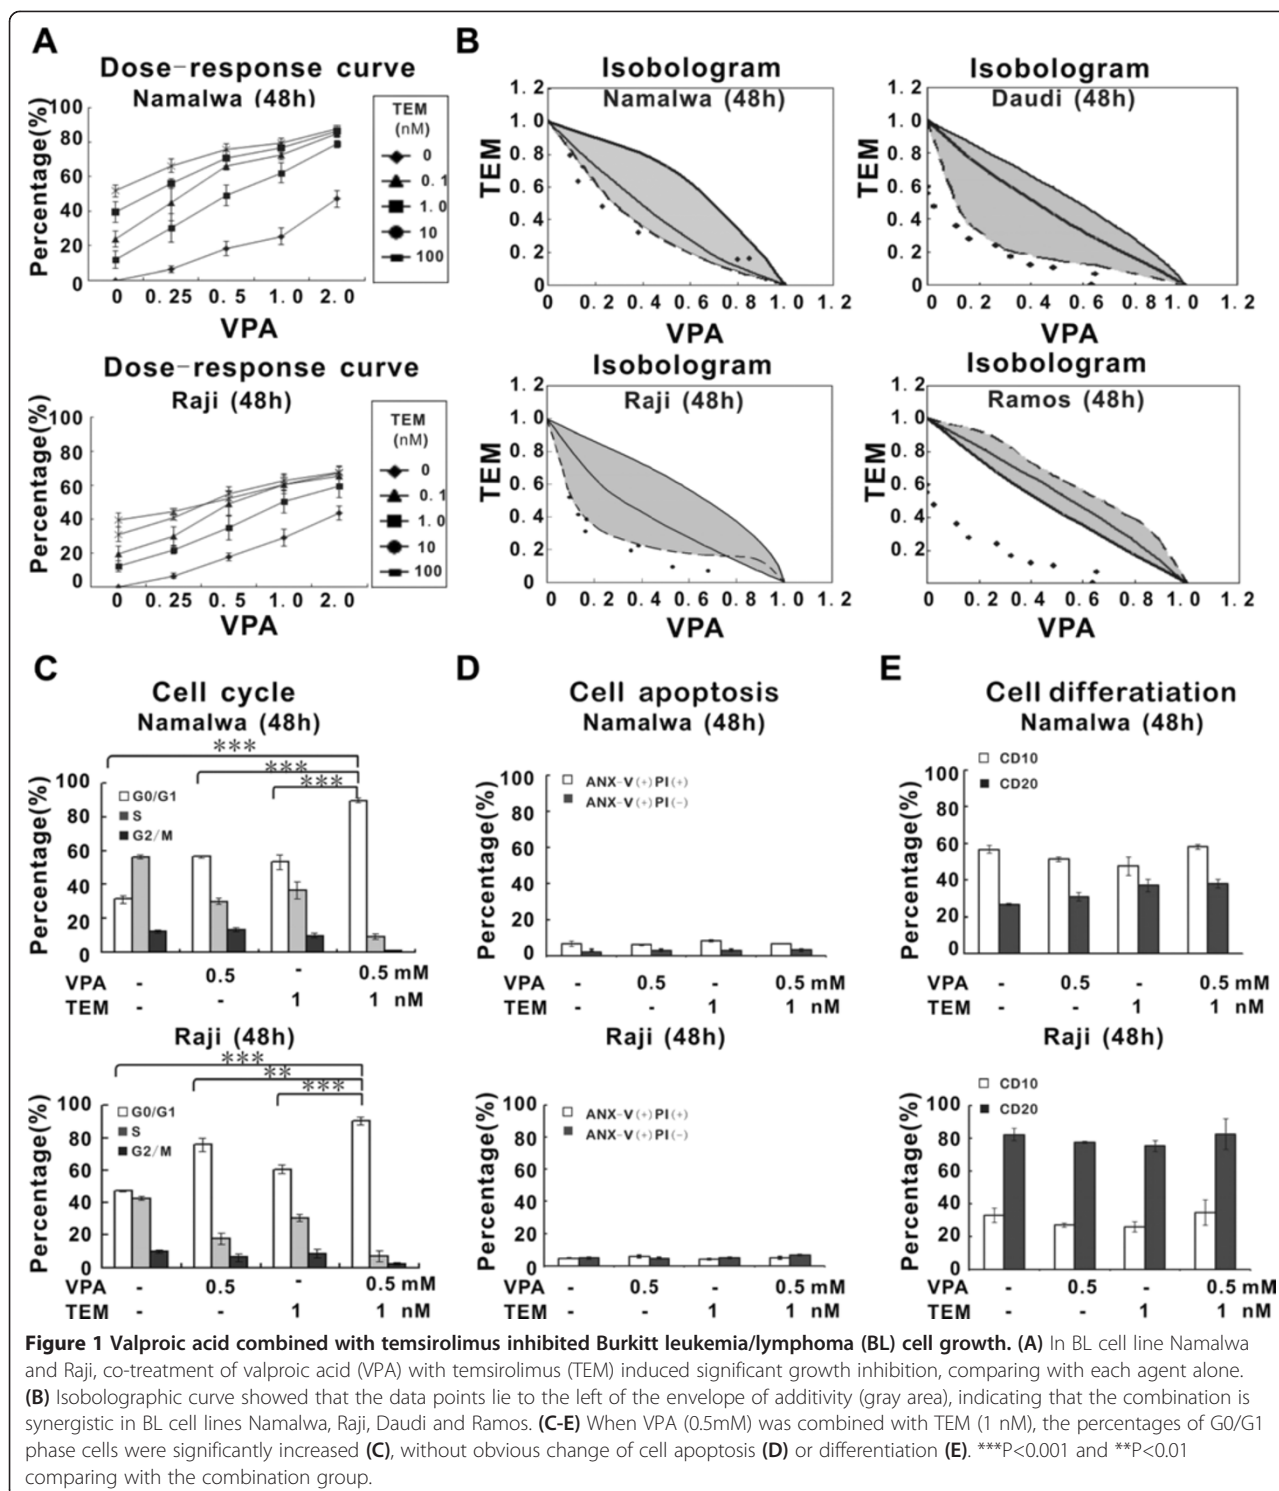 A
Dose-response curve
Namalwa (48h)
100
80
60
40
20
0
Percentage(%)
0 0.25 0.5 1.0 2.0
VPA
TEM
(nM)
0
0.1
1.0
10
100
Dose-response curve
Raji (48h)
100
80
60
40
20
0
Percentage(%)
0 0.25 0.5 1.0 2.0
VPA
TEM
(nM)
0
0.1
1.0
10
100
B
Isobologram
Namalwa (48h)
1.2
1.0
0.8
0.6
0.4
0.2
0
TEM
0 0.2 0.4 0.6 0.8 1.0 1.2
VPA
Isobologram
Daudi (48h)
1.2
1.0
0.8
0.6
0.4
0.2
0
TEM
0 0.2 0.4 0.6 0.8 1.0 1.2
VPA
Isobologram
Raji (48h)
1.2
1.0
0.8
0.6
0.4
0.2
0
TEM
0 0.2 0.4 0.6 0.8 1.0 1.2
VPA
Isobologram
Ramos (48h)
1.2
1.0
0.8
0.6
0.4
0.2
TEM
0 0.2 0.4 0.6 0.8 1.0 1.2
VPA
C
Cell cycle
Namalwa (48h)
***
***
***
100
80
60
40
20
0
Percentage(%)
G0/G1
S
G2/M
VPA - 0.5 - 0.5 mM
TEM - - 1 1 nM
Raji (48h)
***
**
***
100
80
60
40
20
0
Percentage(%)
G0/G1
S
G2/M
VPA - 0.5 - 0.5 mM
TEM - - 1 1 nM
D
Cell apoptosis
Namalwa (48h)
100
80
60
40
20
0
Percentage(%)
ANX-V(+)PI(+)
ANX-V(+)PI(-)
VPA - 0.5 - 0.5 mM
TEM - - 1 1 nM
Raji (48h)
100
80
60
40
20
0
Percentage(%)
ANX-V(+)PI(+)
ANX-V(+)PI(-)
VPA - 0.5 - 0.5 mM
TEM - - 1 1 nM
E
Cell differatiation
Namalwa (48h)
CD10
CD20
100
80
60
40
20
0
Percentage(%)
VPA - 0.5 - 0.5 mM
TEM - - 1 1 nM
Raji (48h)
CD10
CD20
100
80
60
40
20
0
Percentage(%)
VPA - 0.5 - 0.5 mM
TEM - - 1 1 nM
Figure 1 Valproic acid combined with temsirolimus inhibited Burkitt leukemia/lymphoma (BL) cell growth. (A) In BL cell line Namalwa
and Raji, co-treatment of valproic acid (VPA) with temsirolimus (TEM) induced significant growth inhibition, comparing with each agent alone.
(B) Isobolographic curve showed that the data points lie to the left of the envelope of additivity (gray area), indicating that the combination is
synergistic in BL cell lines Namalwa, Raji, Daudi and Ramos. (C-E) When VPA (0.5mM) was combined with TEM (1 nM), the percentages of G0/G1
phase cells were significantly increased (C), without obvious change of cell apoptosis (D) or differentiation (E). ***P<0.001 and **P<0.01
comparing with the combination group.